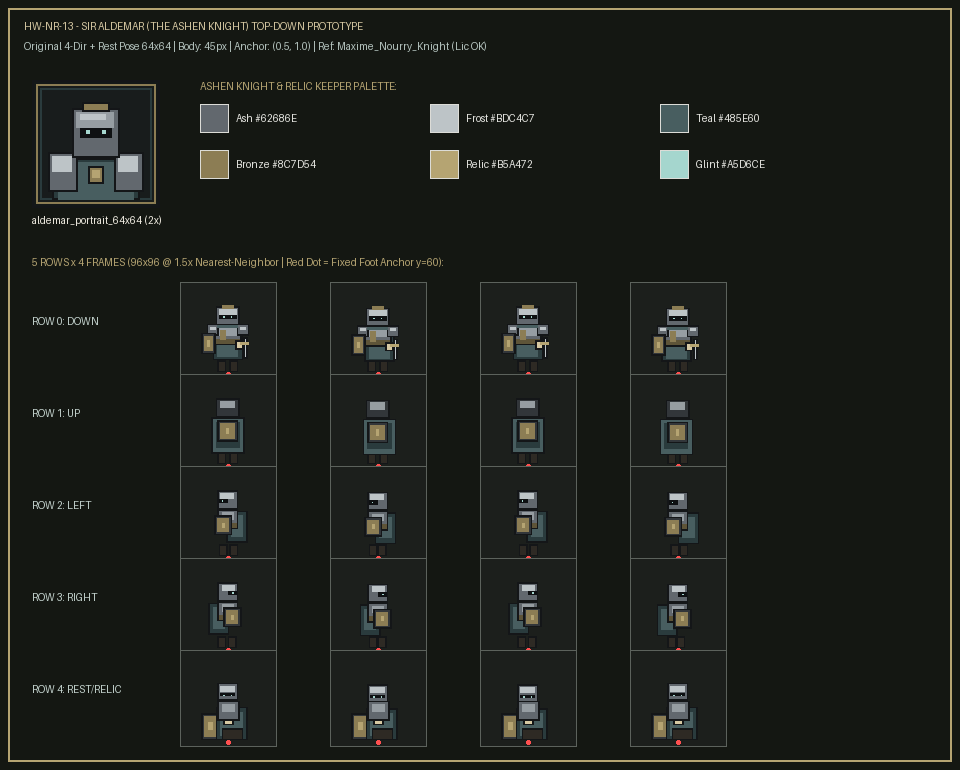 HW-NR-13 - SIR ALDEMAR (THE ASHEN KNIGHT) TOP-DOWN PROTOTYPE
Original 4-Dir + Rest Pose 64x64 | Body: 45px | Anchor: (0.5, 1.0) | Ref: Maxime_Nourry_Knight (Lic OK)
ASHEN KNIGHT & RELIC KEEPER PALETTE:
Ash #62686E
Frost #BDC4C7
Teal #485E60
Bronze #8C7D54
Relic #B5A472
Glint #A5D6CE
aldemar_portrait_64x64 (2x)
5 ROWS x 4 FRAMES (96x96 @ 1.5x Nearest-Neighbor | Red Dot = Fixed Foot Anchor y=60):
ROW 0: DOWN
ROW 1: UP
ROW 2: LEFT
ROW 3: RIGHT
ROW 4: REST/RELIC